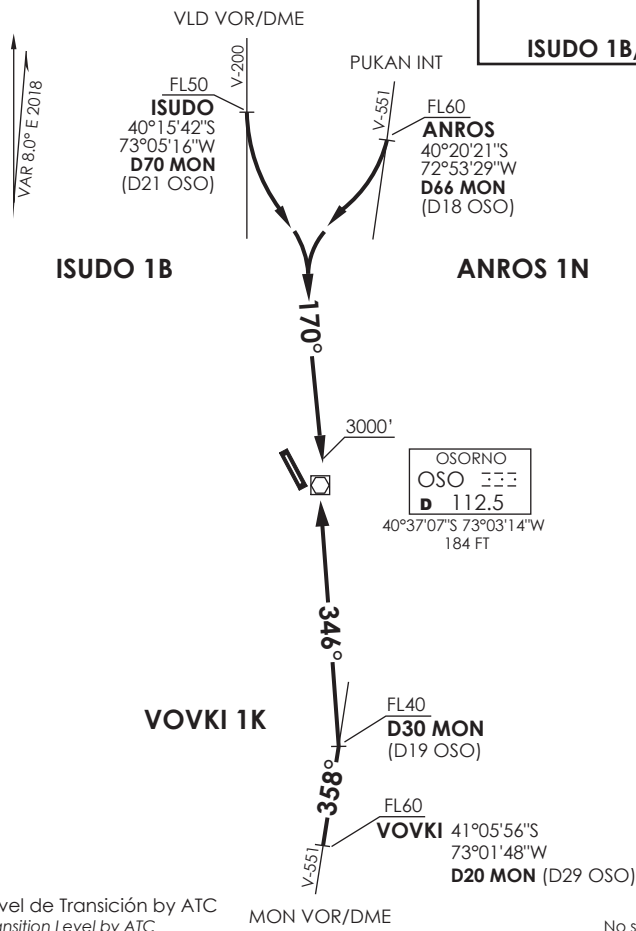 VLD VOR/DME
ISUDO 1B/
PUKAN INT
V-200
V-551
VAR 8.0° E 2018
FL50
ISUDO
40°15'42"S
73°05'16"W
D70 MON
(D21 OSO)
FL60
ANROS
40°20'21"S
72°53'29"W
D66 MON
(D18 OSO)
ISUDO 1B
ANROS 1N
170°
3000'
OSORNO
OSO
D 112.5
40°37'07"S 73°03'14"W
184 FT
346°
VOVKI 1K
FL40
D30 MON
(D19 OSO)
358°
FL60
VOVKI 41°05'56"S
73°01'48"W
D20 MON (D29 OSO)
V-551
vel de Transición by ATC
MON VOR/DME
ansition Level by ATC
No s